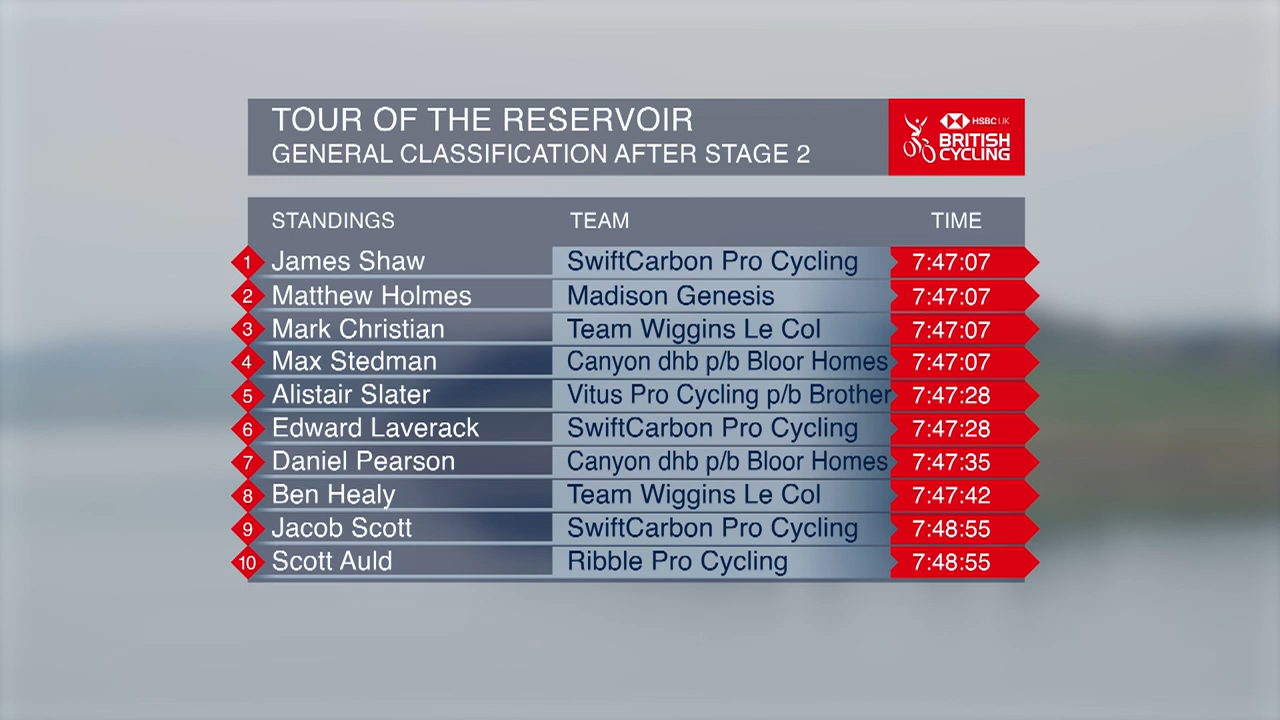 TOUR OF THE RESERVOIR
GENERAL CLASSIFICATION AFTER STAGE 2
HSBC UK
BRITISH
CYCLING
STANDINGS TEAM TIME
1 James Shaw SwiftCarbon Pro Cycling 7:47:07
2 Matthew Holmes Madison Genesis 7:47:07
3 Mark Christian Team Wiggins Le Col 7:47:07
4 Max Stedman Canyon dhb p/b Bloor Homes 7:47:07
5 Alistair Slater Vitus Pro Cycling p/b Brother 7:47:28
6 Edward Laverack SwiftCarbon Pro Cycling 7:47:28
7 Daniel Pearson Canyon dhb p/b Bloor Homes 7:47:35
8 Ben Healy Team Wiggins Le Col 7:47:42
9 Jacob Scott SwiftCarbon Pro Cycling 7:48:55
10 Scott Auld Ribble Pro Cycling 7:48:55